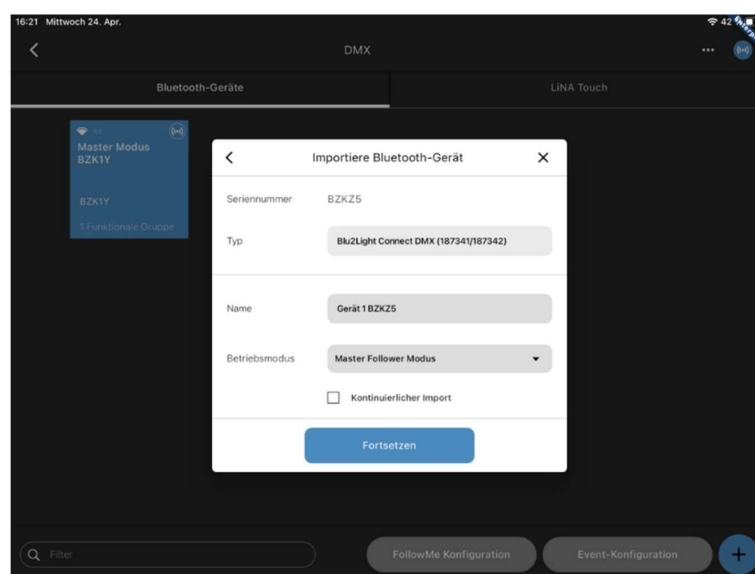 16:21 Mittwoch 24. Apr.
42
DMX
Bluetooth-Geräte
LiNA Touch
Master Modus
BZK1Y
BZK1Y
1 Funktionale Gruppe
Importiere Bluetooth-Gerät
Seriennummer
BZKZ5
Typ
Blu2Light Connect DMX (187341/187342)
Name
Gerät 1 BZKZ5
Betriebsmodus
Master Follower Modus
Kontinuierlicher Import
Fortsetzen
Filter
FollowMe Konfiguration
Event-Konfiguration